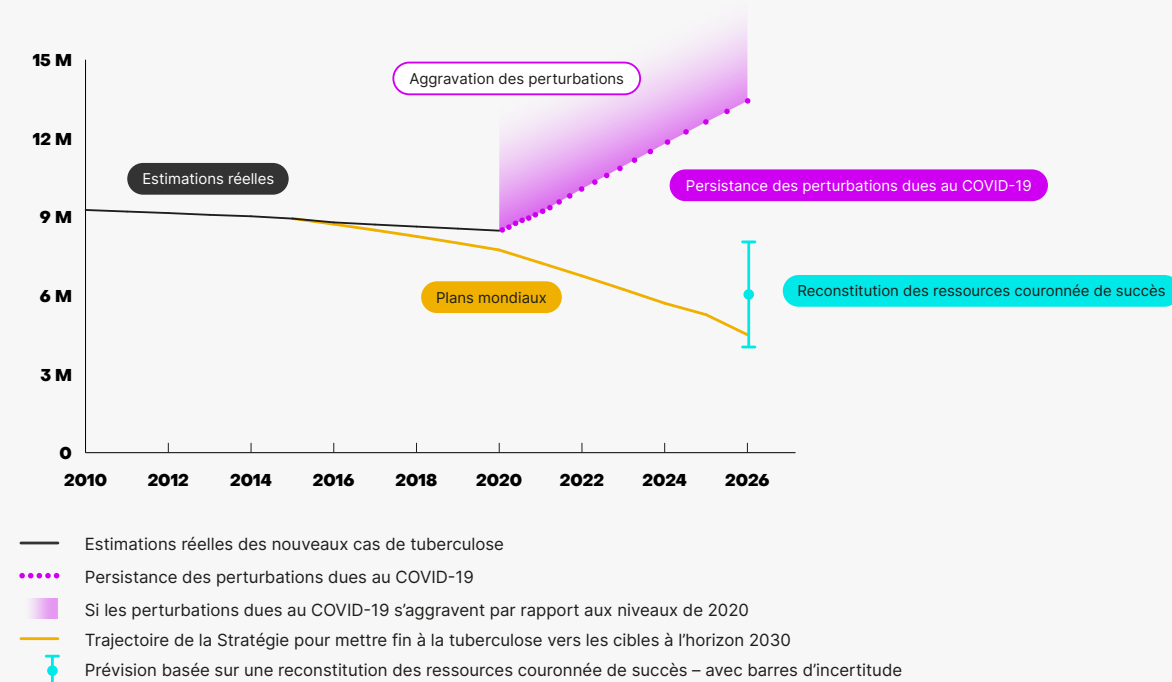 15 M
Aggravation des perturbations
12 M
Estimations réelles
Persistance des perturbations dues au COVID-19
9 M
6 M
Plans mondiaux
Reconstitution des ressources couronnée de succès
3 M
0
2010 2012 2014 2016 2018 2020 2022 2024 2026
Estimations réelles des nouveaux cas de tuberculose
Persistance des perturbations dues au COVID-19
Si les perturbations dues au COVID-19 s’aggravent par rapport aux niveaux de 2020
Trajectoire de la Stratégie pour mettre fin à la tuberculose vers les cibles à l’horizon 2030
Prévision basée sur une reconstitution des ressources couronnée de succès – avec barres d’incertitude